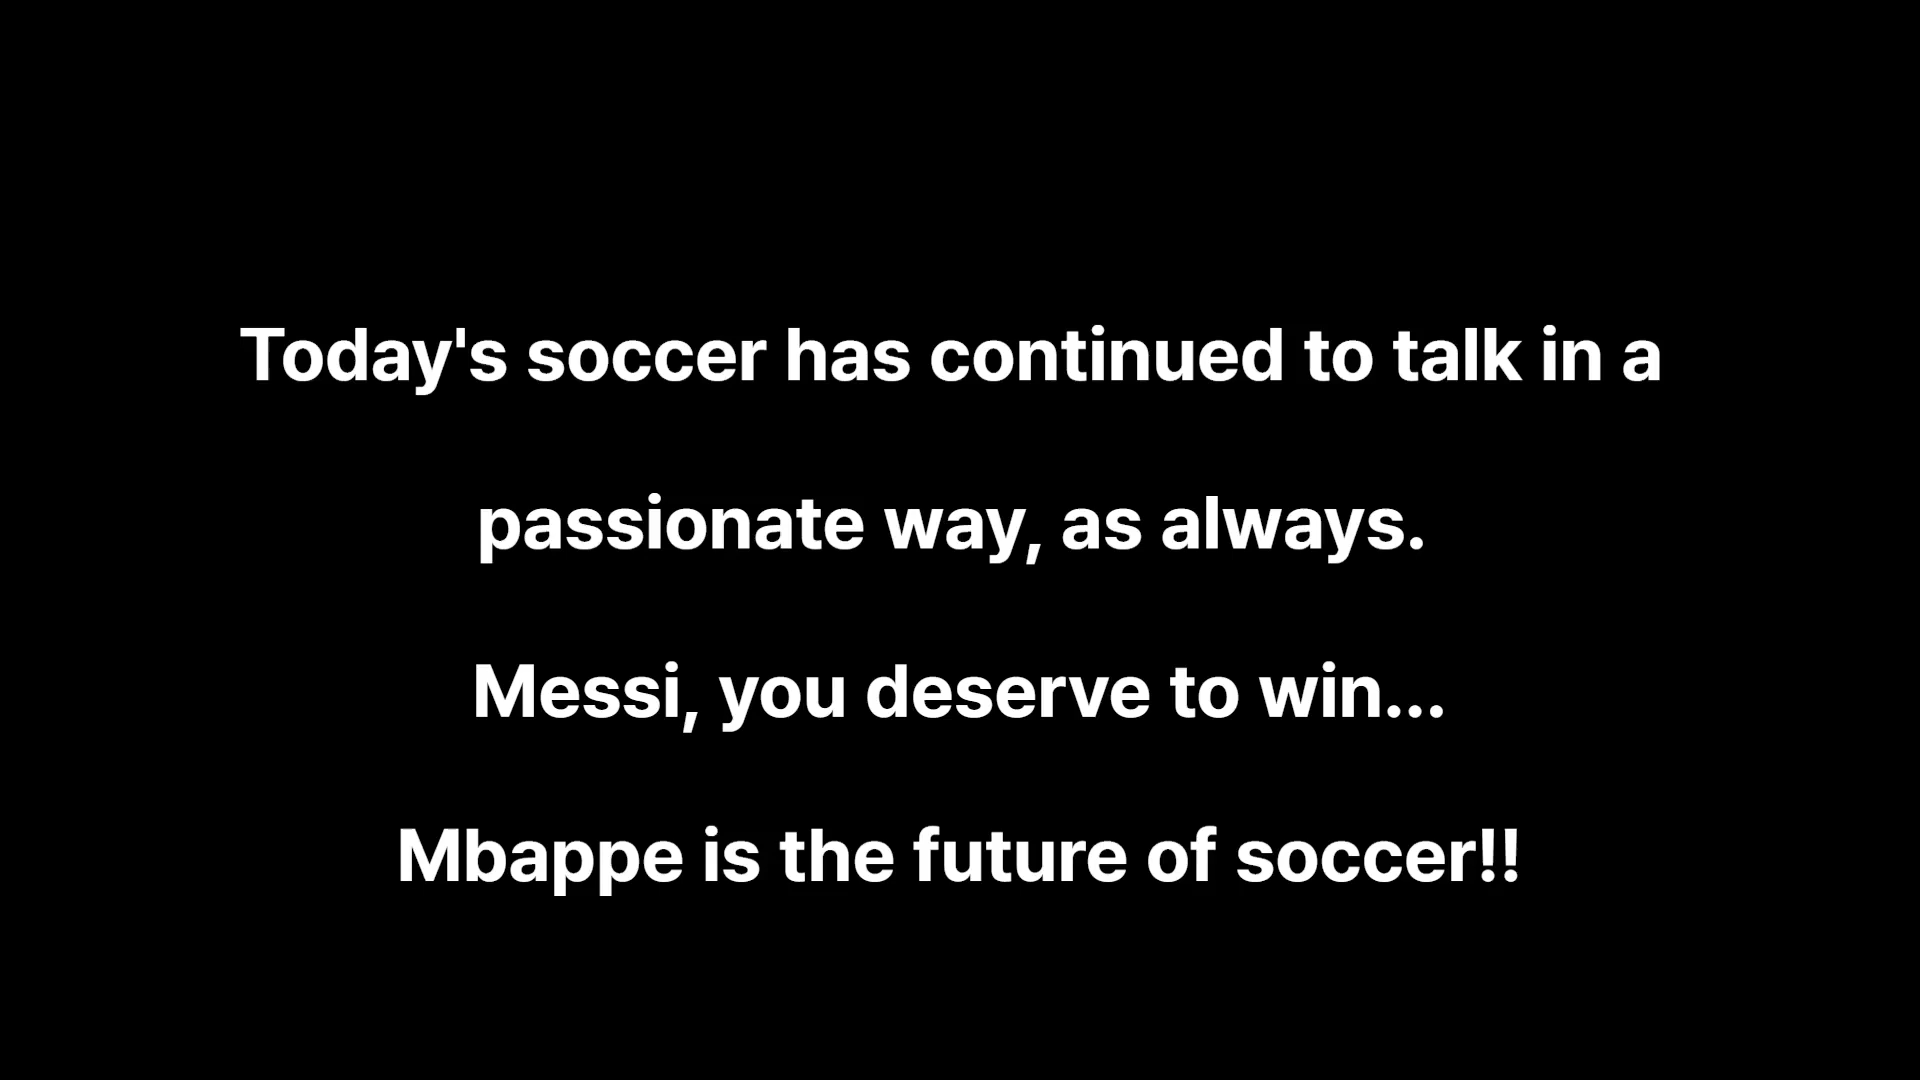 Today's soccer has continued to talk in a
passionate way, as always.
Messi, you deserve to win...
Mbappe is the future of soccer!!